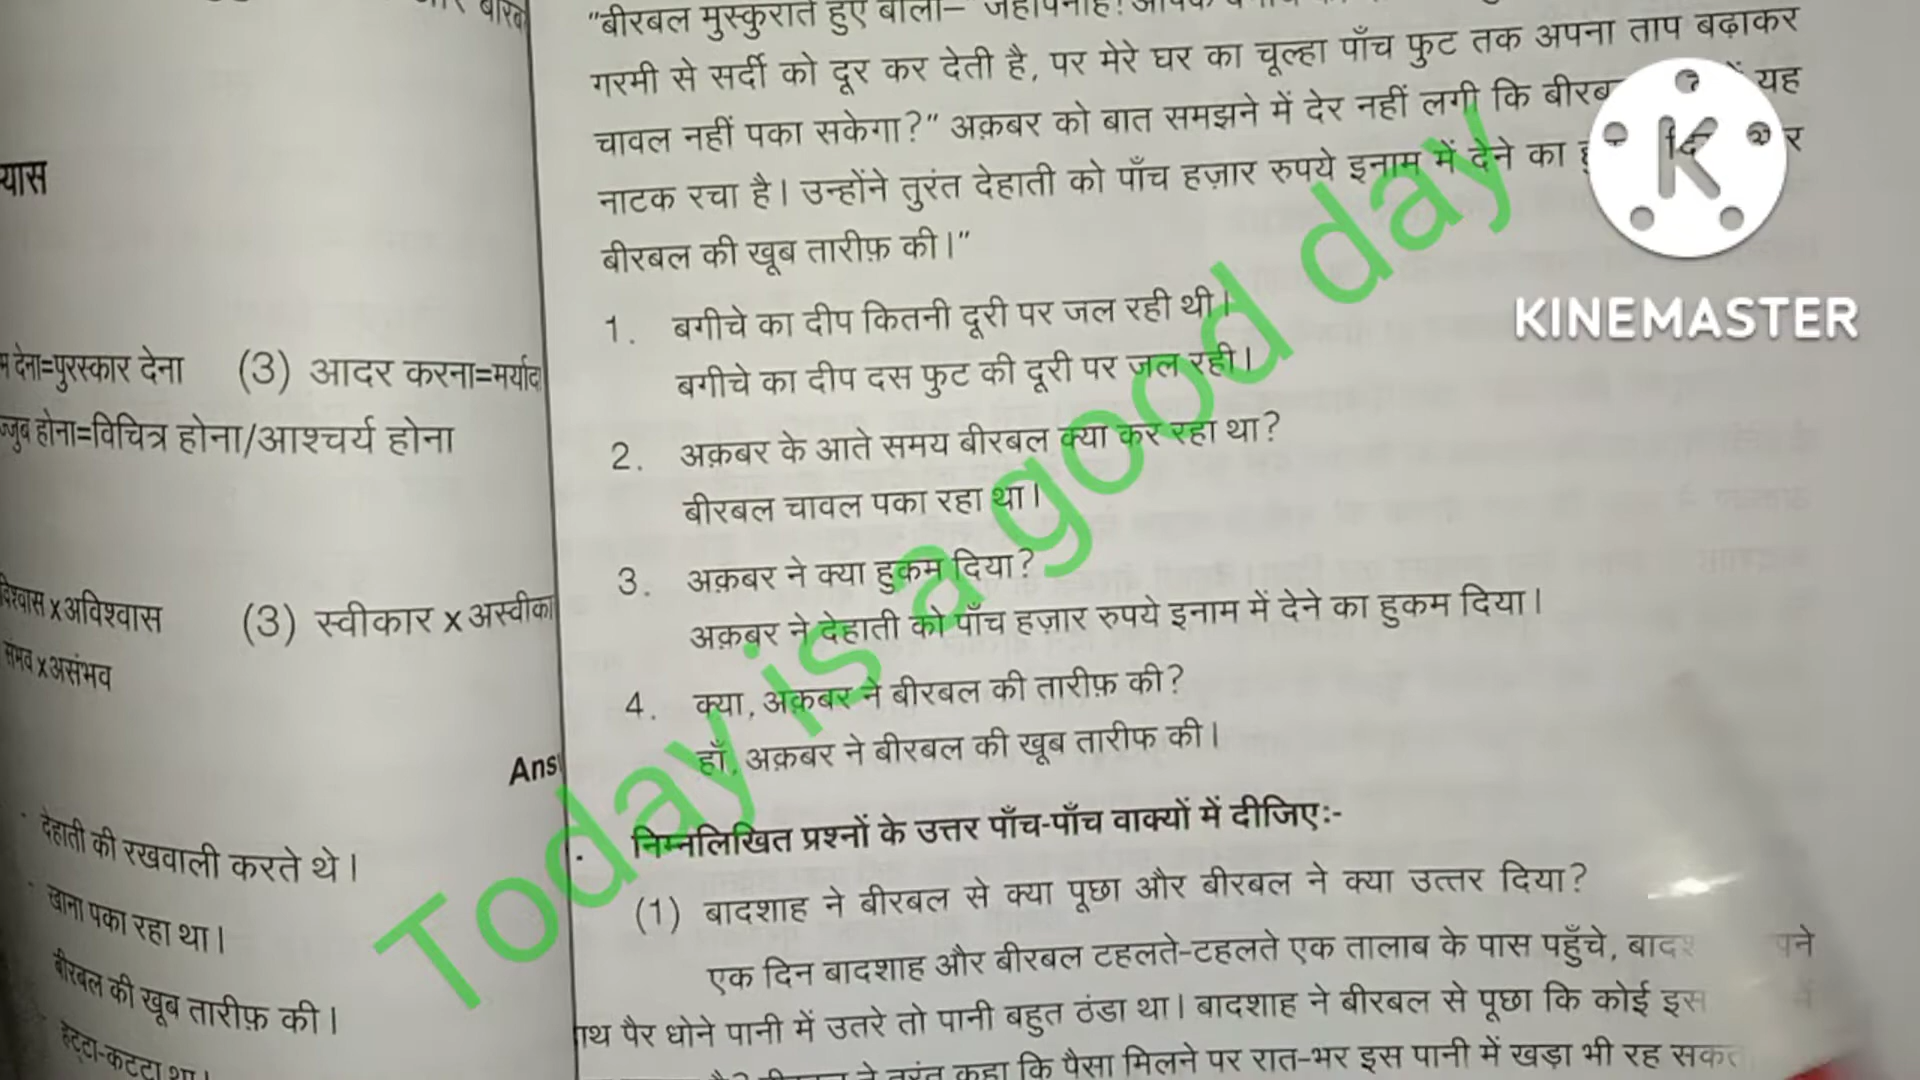 बीरब
"बीरबल मुस्कुराते हुए बोला–
गरमी से सर्दी को दूर कर देती है, पर मेरे घर का चूल्हा पाँच फुट तक अपना ताप बढ़ाकर
चावल नहीं पका सकेगा?" अक़बर को बात समझने में देर नहीं लगी कि बीरब यह
नाटक रचा है। उन्होंने तुरंत देहाती को पाँच हज़ार रुपये इनाम में देने का
बीरबल की खूब तारीफ़ की।"
1. बगीचे का दीप कितनी दूरी पर जल रही थी।
बगीचे का दीप दस फुट की दूरी पर जल रही।
2. अक़बर के आते समय बीरबल क्या कर रहा था?
बीरबल चावल पका रहा था।
3. अक़बर ने क्या हुकम दिया?
अक़बर ने देहाती को पाँच हज़ार रुपये इनाम में देने का हुकम दिया।
4. क्या, अक़बर ने बीरबल की तारीफ़ की?
हाँ, अक़बर ने बीरबल की खूब तारीफ की।
निम्नलिखित प्रश्नों के उत्तर पाँच-पाँच वाक्यों में दीजिए:-
(1) बादशाह ने बीरबल से क्या पूछा और बीरबल ने क्या उत्तर दिया?
एक दिन बादशाह और बीरबल टहलते-टहलते एक तालाब के पास पहुँचे, बादश पने
ाथ पैर धोने पानी में उतरे तो पानी बहुत ठंडा था। बादशाह ने बीरबल से पूछा कि कोई इस
ने तुरंत कहा कि पैसा मिलने पर रात-भर इस पानी में खड़ा भी रह सकत
यास
म देना=पुरस्कार देना (3) आदर करना=मर्याद
ज्जुब होना=विचित्र होना/आश्चर्य होना
विश्वास x अविश्वास (3) स्वीकार x अस्वीका
संभव x असंभव
Ans
देहाती की रखवाली करते थे।
खाना पका रहा था।
बीरबल की खूब तारीफ़ की।
हट्टा-कट्टा था।
Today is a good day
KINEMASTER